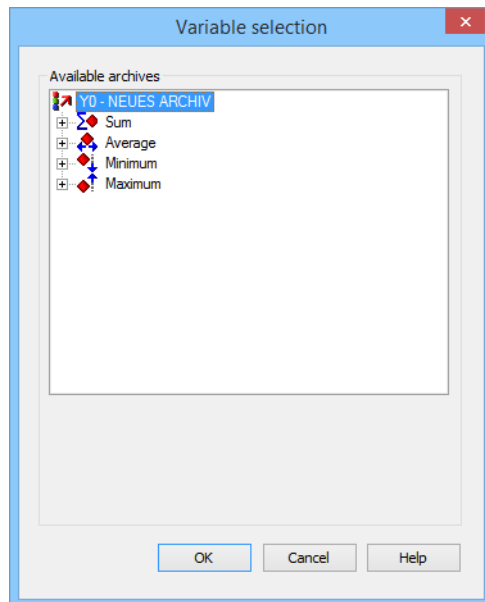 Variable selection
Available archives
Y0 - NEUES ARCHIV
Sum
Average
Minimum
Maximum
OK Cancel Help